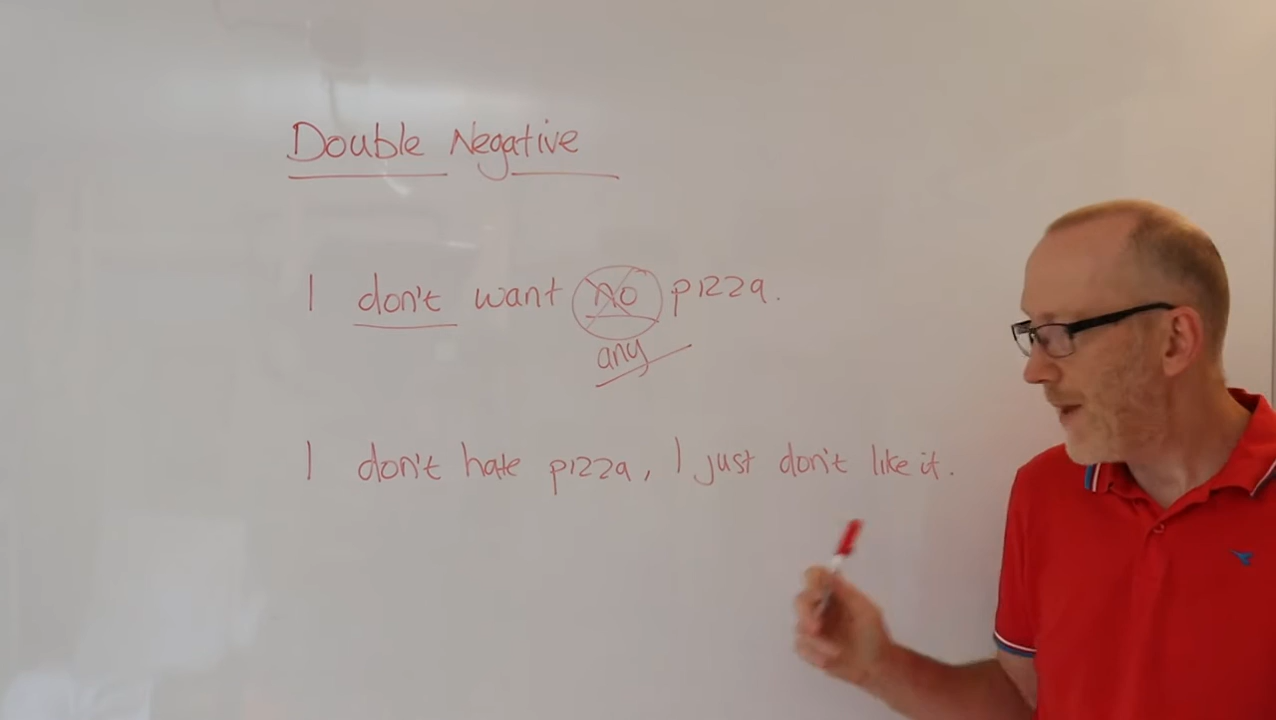 Double Negative
I don't want no pizza.
any
I don't hate pizza, I just don't like it.